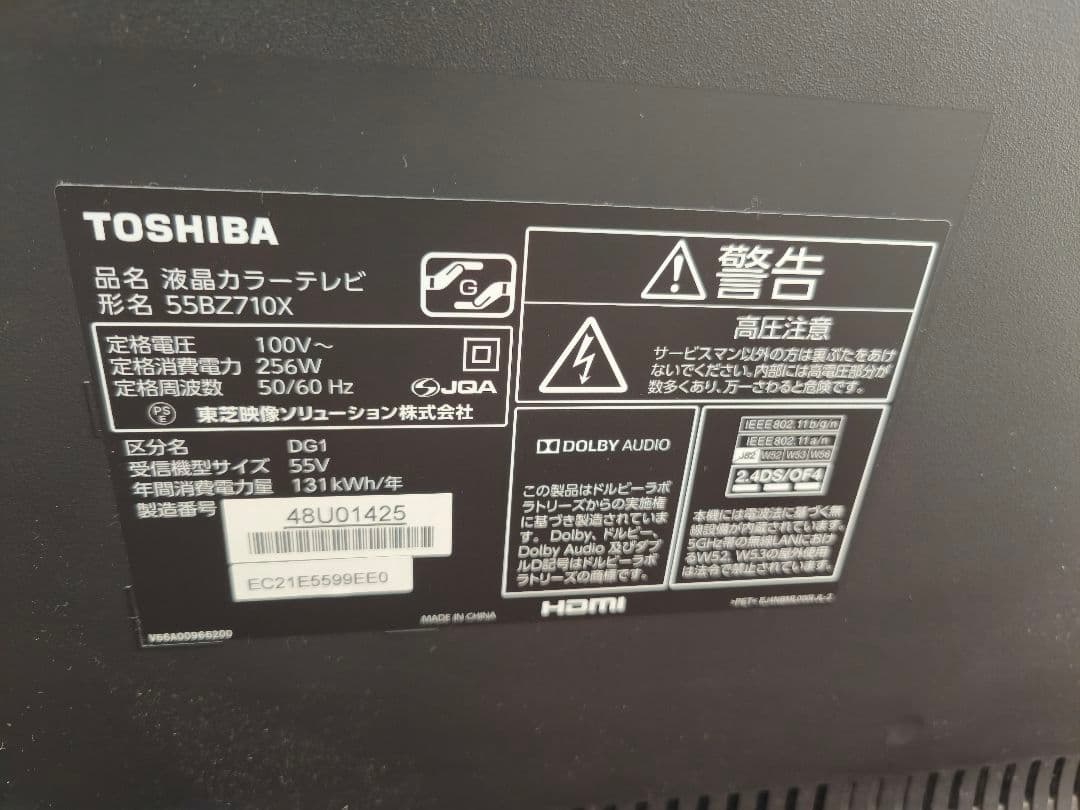 TOSHIBA
品名 液晶カラーテレビ
形名 55BZ710X
G
定格電圧 100V～
定格消費電力 256W
定格周波数 50/60 Hz
JQA
PS
E
東芝映像ソリューション株式会社
区分名 DG1
受信機型サイズ 55V
年間消費電力量 131kWh/年
製造番号
48U01425
EC21E5599EE0
MADE IN CHINA
警告
高圧注意
サービスマン以外の方は裏ぶたをあけ
ないでください。内部には高電圧部分が
数多くあり、万一さわると危険です。
DOLBY AUDIO
この製品はドルビーラボ
ラトリーズからの実施権
に基づき製造されていま
す。Dolby、ドルビー、
Dolby Audio 及びダブ
ルD記号はドルビーラボ
ラトリーズの商標です。
IEEE802.11b/g/n
IEEE802.11a/n
J52 W52 W53 W56
2.4DS/OF4
本機には電波法に基づく無
線設備が内蔵されています。
5GHz帯の無線LANにおけ
るW52、W53の屋外使用
は法令で禁止されています。
HDMI